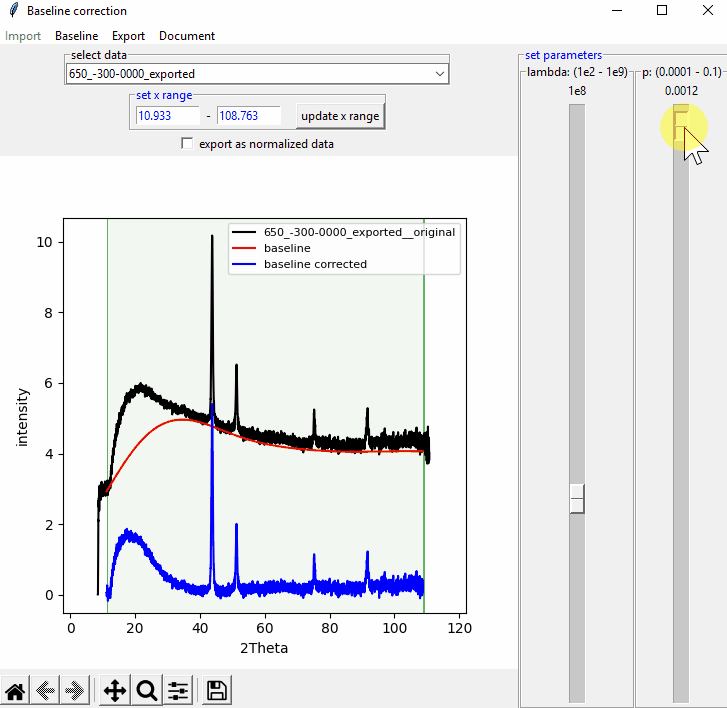 Baseline correction
Import Baseline Export Document
select data
650_-300-0000_exported
set x range
10.933 - 108.763 update x range
export as normalized data
set parameters
lambda: (1e2 - 1e9) p: (0.0001 - 0.1)
1e8 0.0012
650_-300-0000_exported__original
baseline
baseline corrected
10
8
6
4
2
0
intensity
0 20 40 60 80 100 120
2Theta